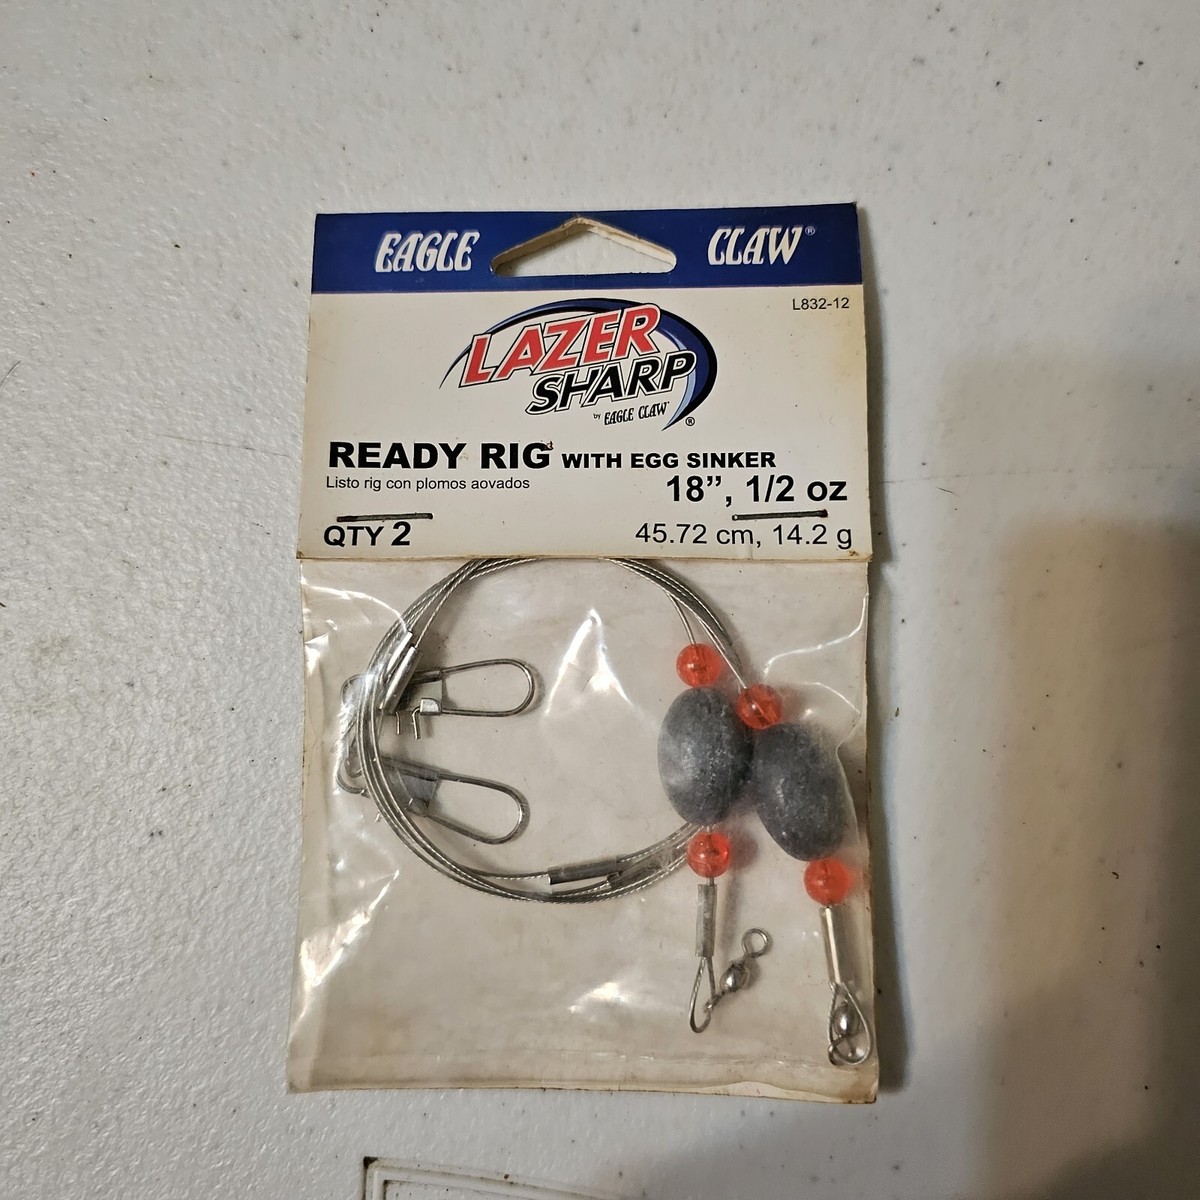 EAGLE CLAW®
L832-12
LAZER
SHARP
by EAGLE CLAW®
READY RIG WITH EGG SINKER
Listo rig con plomos aovados
18”, 1/2 oz
QTY 2
45.72 cm, 14.2 g